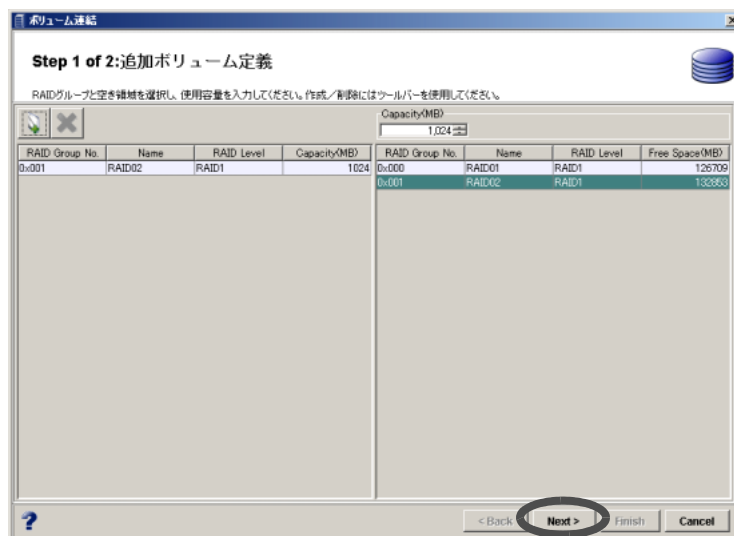 ボリューム連結
Step 1 of 2:追加ボリューム定義
RAIDグループと空き領域を選択し、使用容量を入力してください。作成／削除にはツールバーを使用してください。
Capacity(MB)
1,024
RAID Group No. Name RAID Level Capacity(MB)
0x001 RAID02 RAID1 1024
RAID Group No. Name RAID Level Free Space(MB)
0x000 RAID01 RAID1 126709
0x001 RAID02 RAID1 132853
?
< Back Next > Finish Cancel